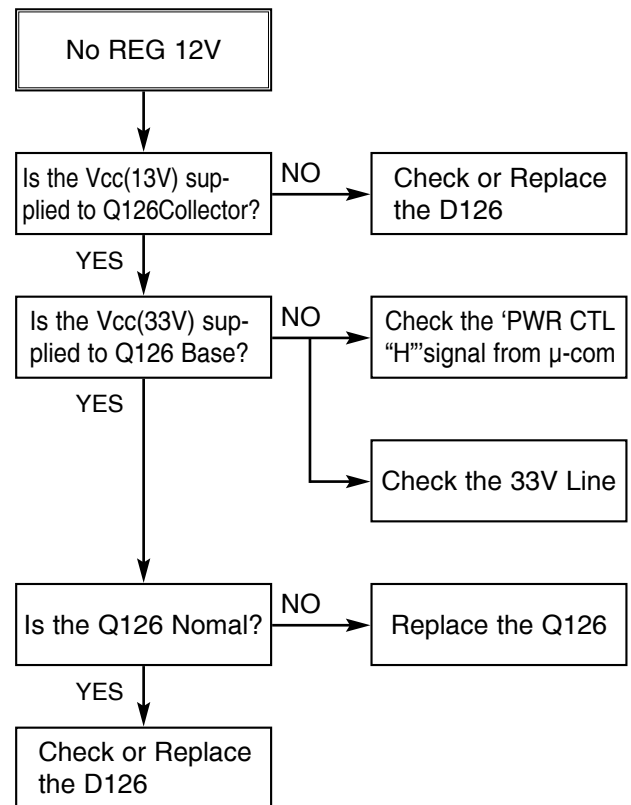 No REG 12V
Is the Vcc(13V) sup-
plied to Q126Collector?
NO
Check or Replace
the D126
YES
Is the Vcc(33V) sup-
plied to Q126 Base?
NO
Check the ‘PWR CTL
“H”’signal from µ-com
YES
Check the 33V Line
Is the Q126 Nomal?
NO
Replace the Q126
YES
Check or Replace
the D126